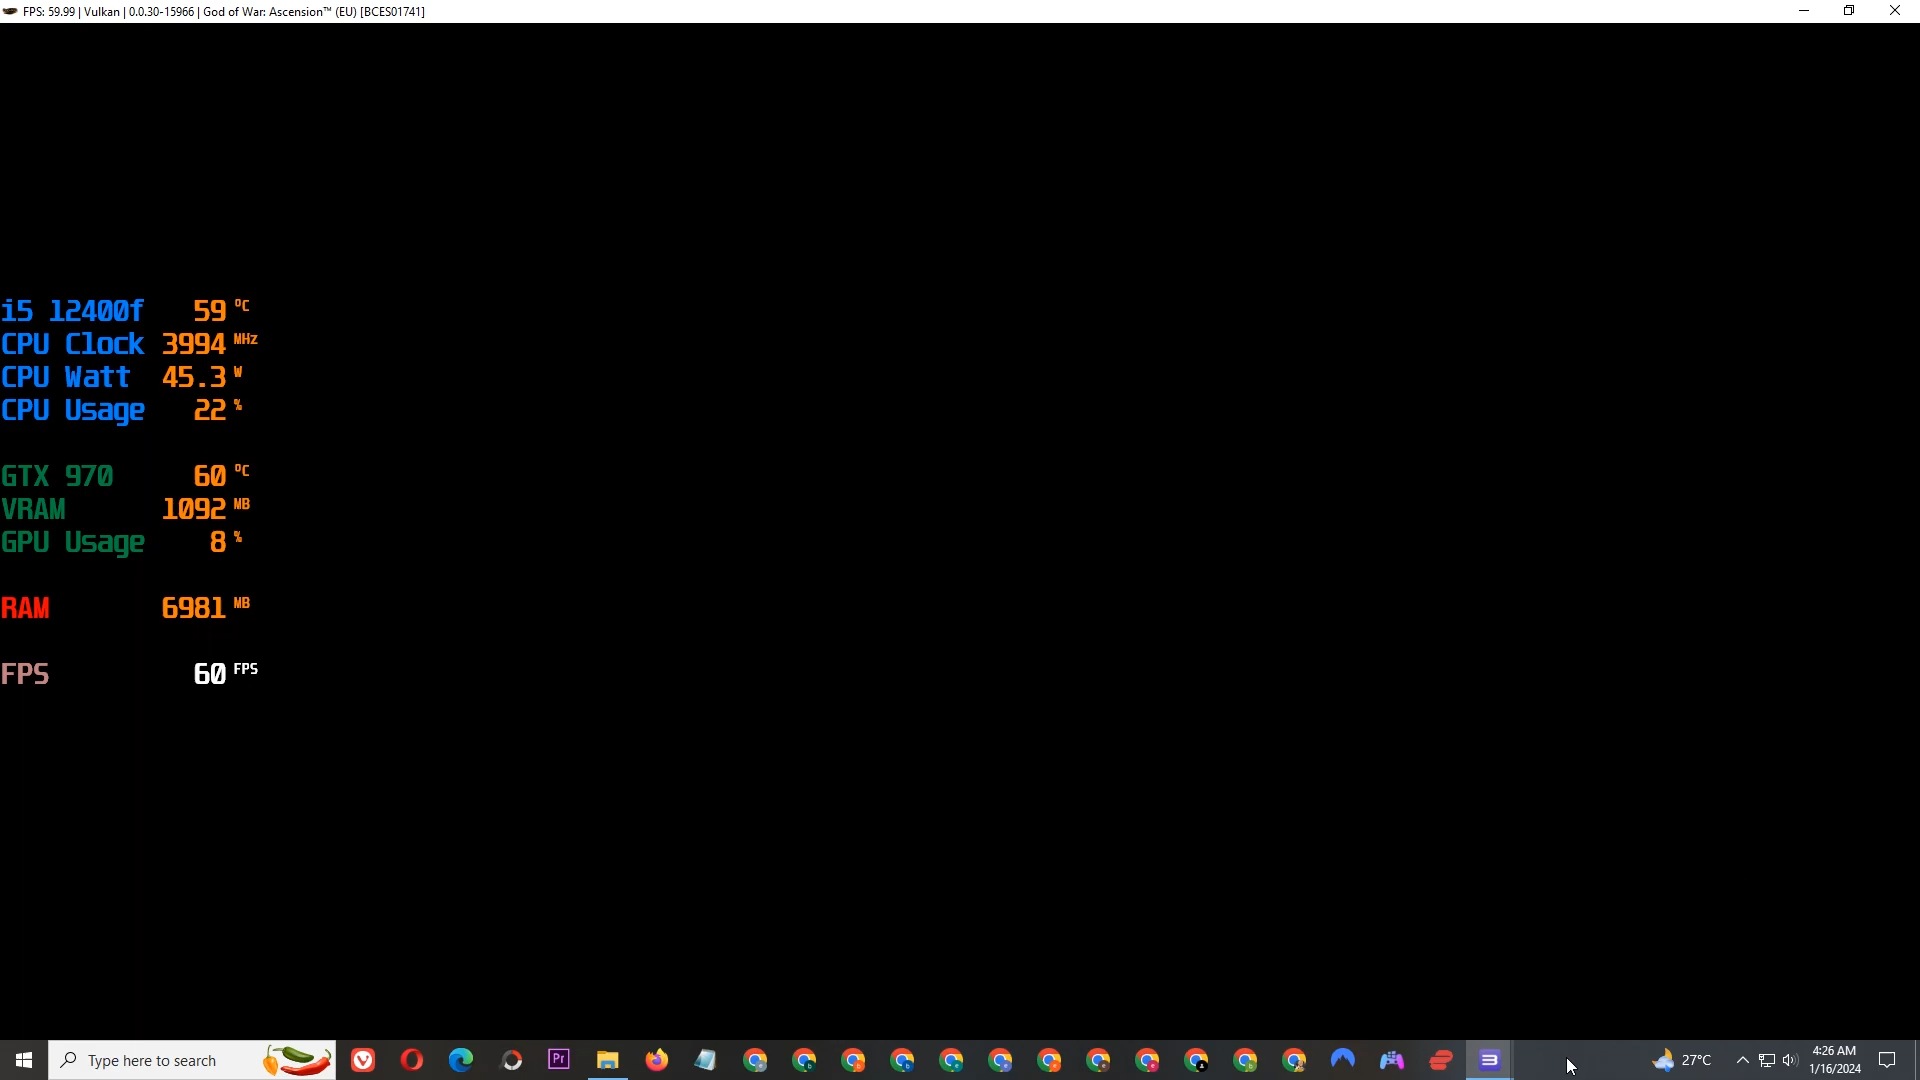 FPS: 59.99 | Vulkan | 0.0.30-15966 | God of War: Ascension™ (EU) [BCES01741]
i5 12400f 59 °C
CPU Clock 3994 MHz
CPU Watt 45.3 W
CPU Usage 22 %
GTX 970 60 °C
VRAM 1092 MB
GPU Usage 8 %
RAM 6981 MB
FPS 60 FPS
Type here to search
Pr
27°C
4:26 AM
1/16/2024